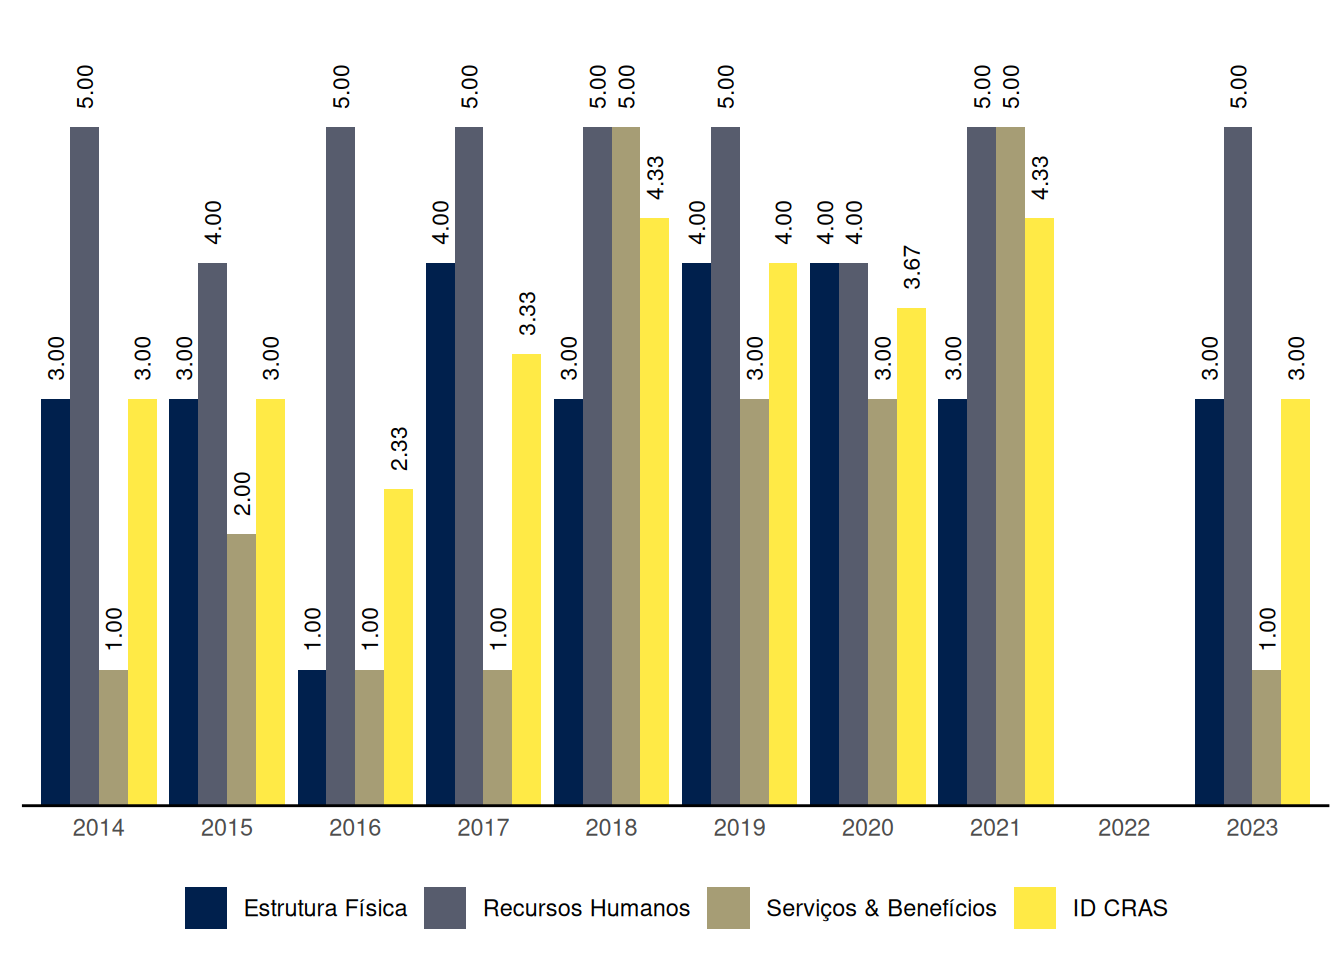 3.00 5.00 1.00 3.00
3.00 4.00 2.00 3.00
1.00 5.00 1.00 2.33
4.00 5.00 1.00 3.33
3.00 5.00 5.00 4.33
4.00 5.00 3.00 4.00
4.00 4.00 3.00 3.67
3.00 5.00 5.00 4.33
3.00 5.00 1.00 3.00
2014 2015 2016 2017 2018 2019 2020 2021 2022 2023
Estrutura Física Recursos Humanos Serviços & Benefícios ID CRAS